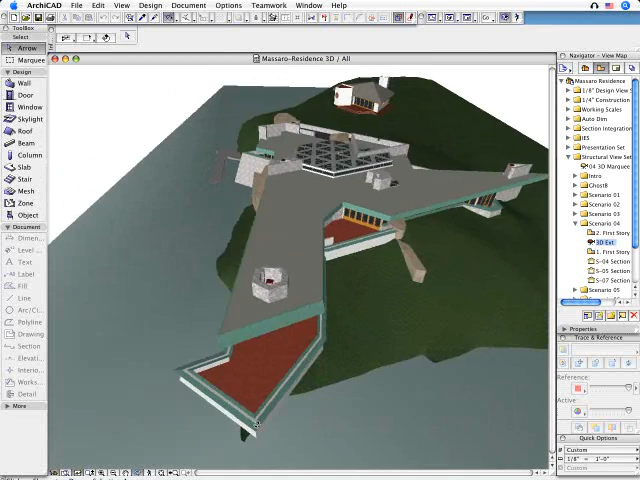 ArchiCAD File Edit View Design Document Options Teamwork Window Help
ToolBox
Select
Arrow
Marquee
Design
Wall
Door
Window
Skylight
Roof
Beam
Column
Slab
Stair
Mesh
Zone
Object
Document
Dimen...
Level ...
Text
Label
Fill
Line
Arc/Ci...
Polyline
Drawing
Section
Elevati...
Interio...
Works...
Detail
More
Massaro-Residence 3D / All
Go...
Navigator - View Map
Massaro Residence
1/8" Design View S
1/4" Construction
Working Scales
Auto Dim
Section Integration
IES
Presentation Set
Structural View Set
04 3D Marquee
Intro
GhostB
Scenario 01
Scenario 02
Scenario 03
Scenario 04
2. First Story
3D Ext
1. First Story
S-04 Section
S-05 Section
S-07 Section
Scenario 05
Properties
Trace & Reference
Reference:
Active:
Quick Options
Custom
1/8" = 1'-0"
Custom